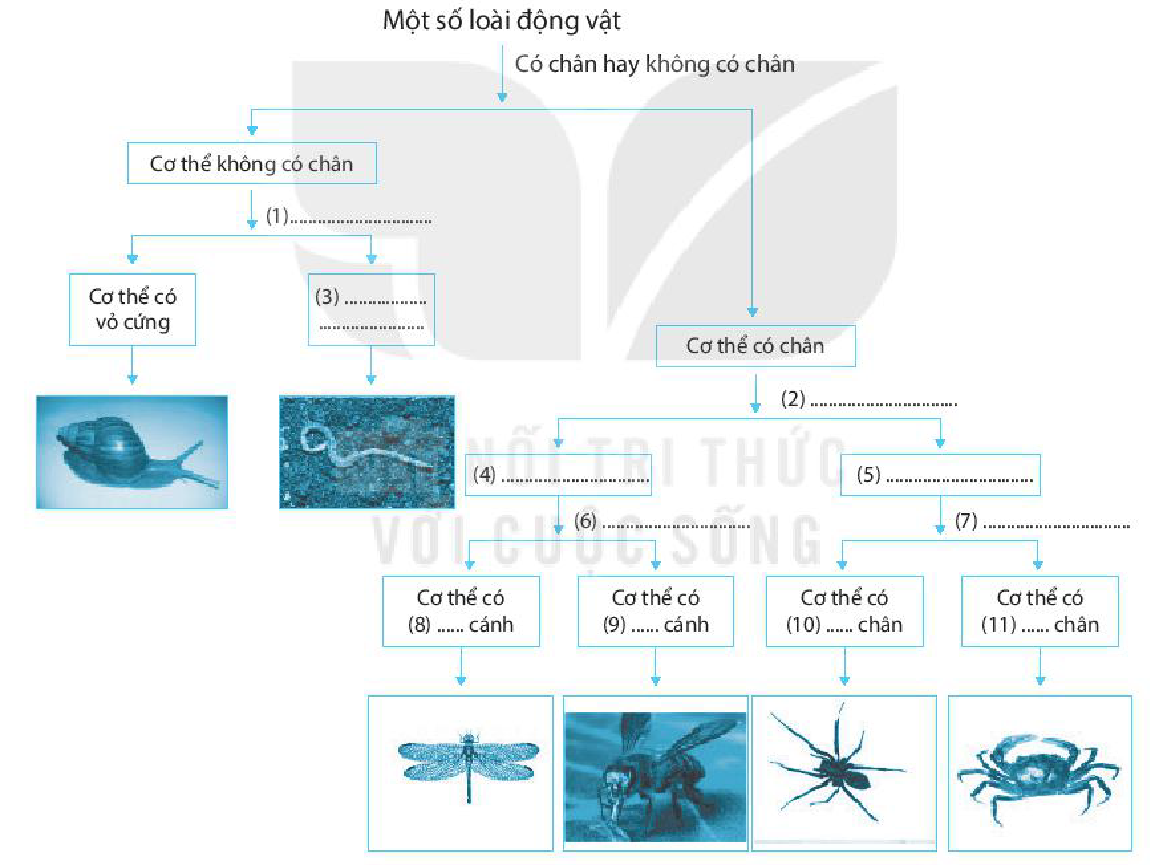 Một số loài động vật
Có chân hay không có chân
Cơ thể không có chân
(1)...............................
Cơ thể có
vỏ cứng
(3) ..................
.......................
Cơ thể có chân
(2) ................................
(4) ................................
(5) ................................
(6) ................................
(7) ................................
Cơ thể có
(8) ...... cánh
Cơ thể có
(9) ...... cánh
Cơ thể có
(10) ...... chân
Cơ thể có
(11) ...... chân
KẾT NỐI TRI THỨC
VỚI CUỘC SỐNG